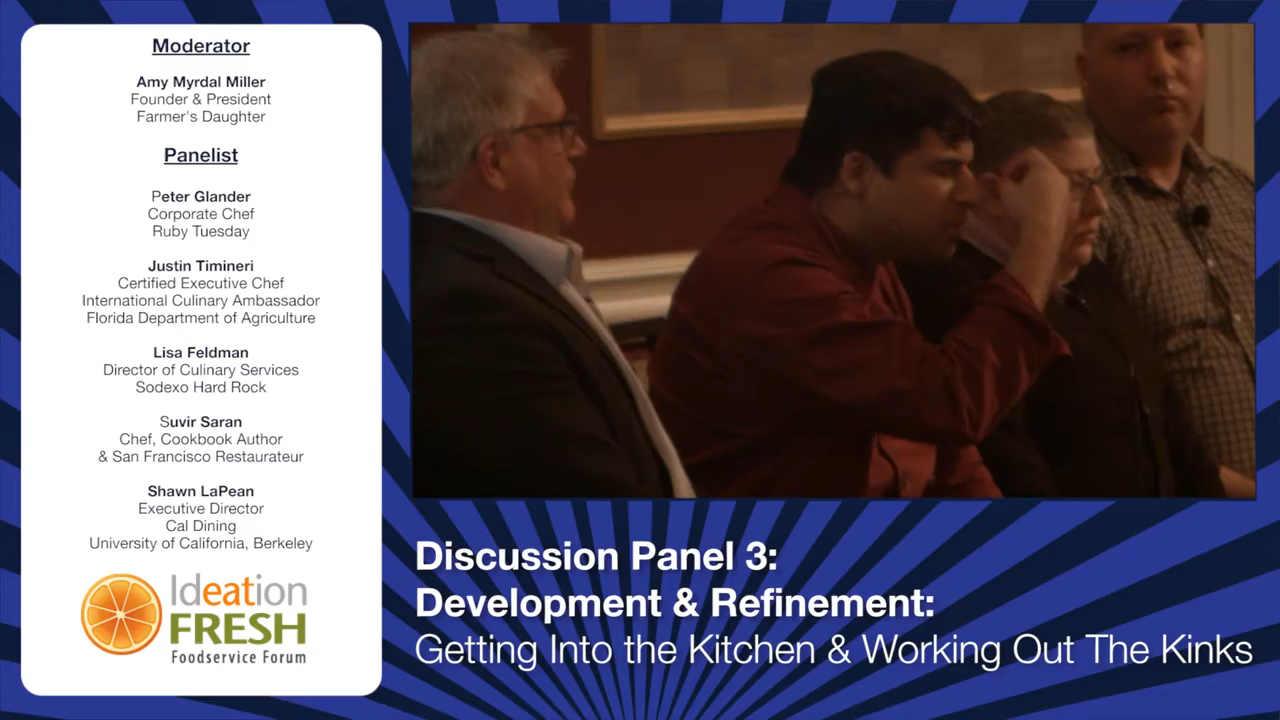 Moderator
Amy Myrdal Miller
Founder & President
Farmer's Daughter
Panelist
Peter Glander
Corporate Chef
Ruby Tuesday
Justin Timineri
Certified Executive Chef
International Culinary Ambassador
Florida Department of Agriculture
Lisa Feldman
Director of Culinary Services
Sodexo Hard Rock
Suvir Saran
Chef, Cookbook Author
& San Francisco Restaurateur
Shawn LaPean
Executive Director
Cal Dining
University of California, Berkeley
Ideation
FRESH
Foodservice Forum
Discussion Panel 3:
Development & Refinement:
Getting Into the Kitchen & Working Out The Kinks